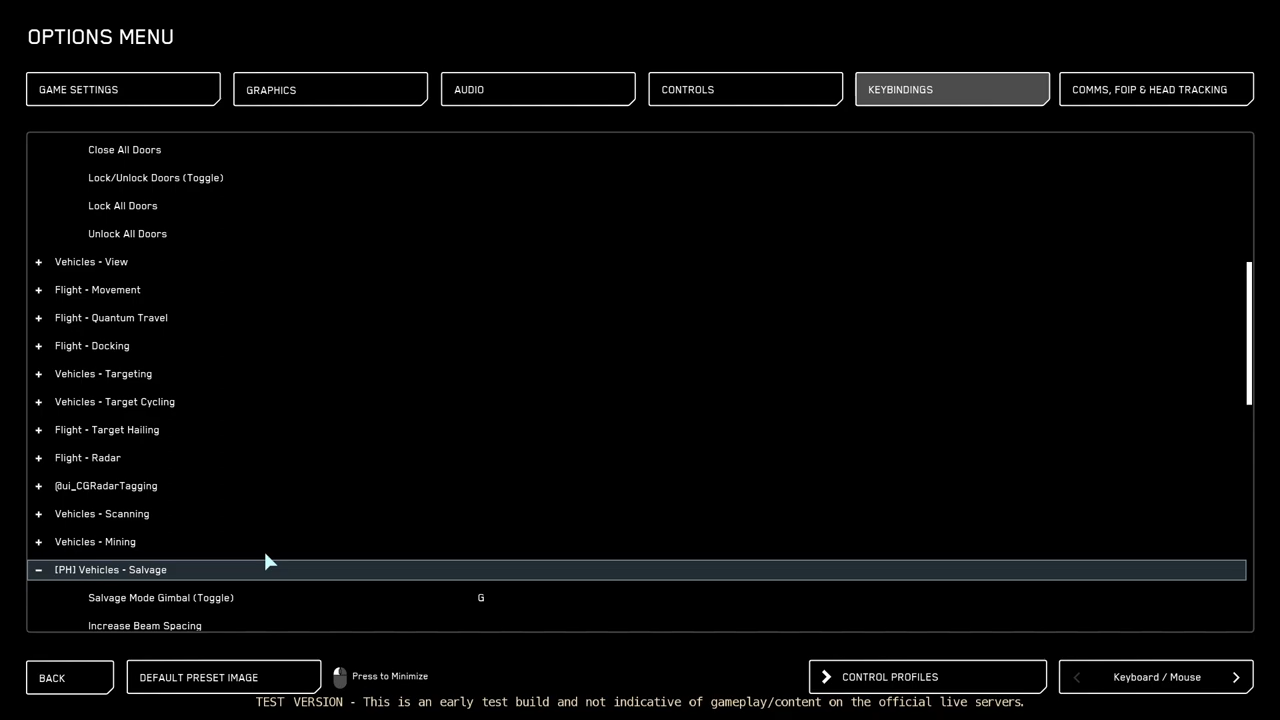 OPTIONS MENU
GAME SETTINGS
GRAPHICS
AUDIO
CONTROLS
KEYBINDINGS
COMMS, FOIP & HEAD TRACKING
Close All Doors
Lock/Unlock Doors (Toggle)
Lock All Doors
Unlock All Doors
+ Vehicles - View
+ Flight - Movement
+ Flight - Quantum Travel
+ Flight - Docking
+ Vehicles - Targeting
+ Vehicles - Target Cycling
+ Flight - Target Hailing
+ Flight - Radar
+ @ui_CGRadarTagging
+ Vehicles - Scanning
+ Vehicles - Mining
- [PH] Vehicles - Salvage
Salvage Mode Gimbal (Toggle) G
Increase Beam Spacing
BACK
DEFAULT PRESET IMAGE
Press to Minimize
CONTROL PROFILES
Keyboard / Mouse
TEST VERSION - This is an early test build and not indicative of gameplay/content on the official live servers.